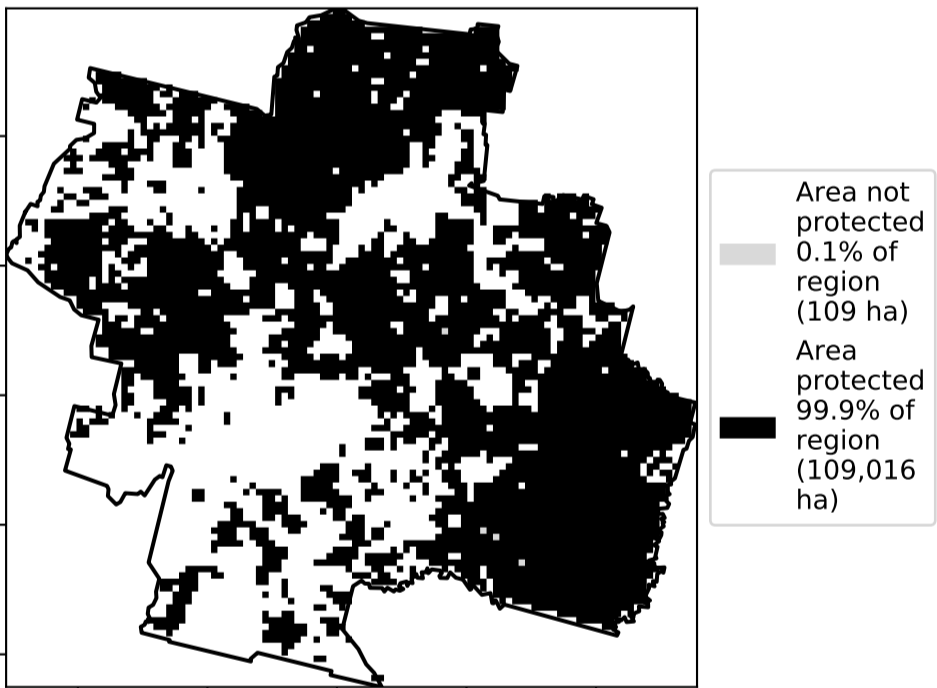 Area not
protected
0.1% of
region
(109 ha)
Area
protected
99.9% of
region
(109,016
ha)